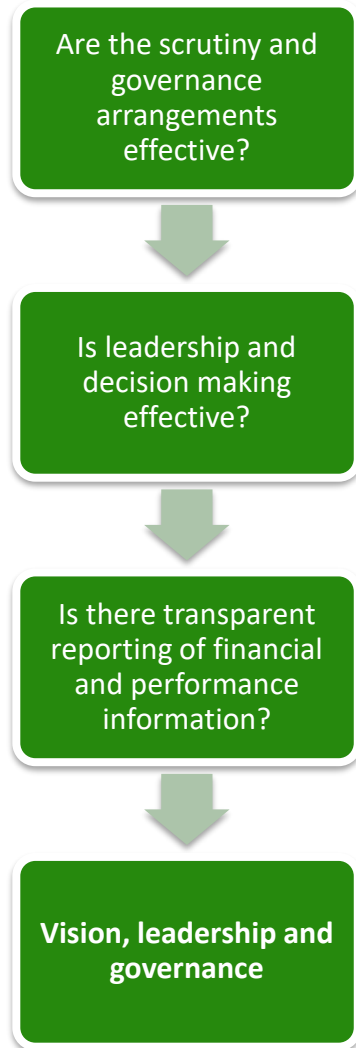 Are the scrutiny and
governance
arrangements
effective?
Is leadership and
decision making
effective?
Is there transparent
reporting of financial
and performance
information?
Vision, leadership and
governance